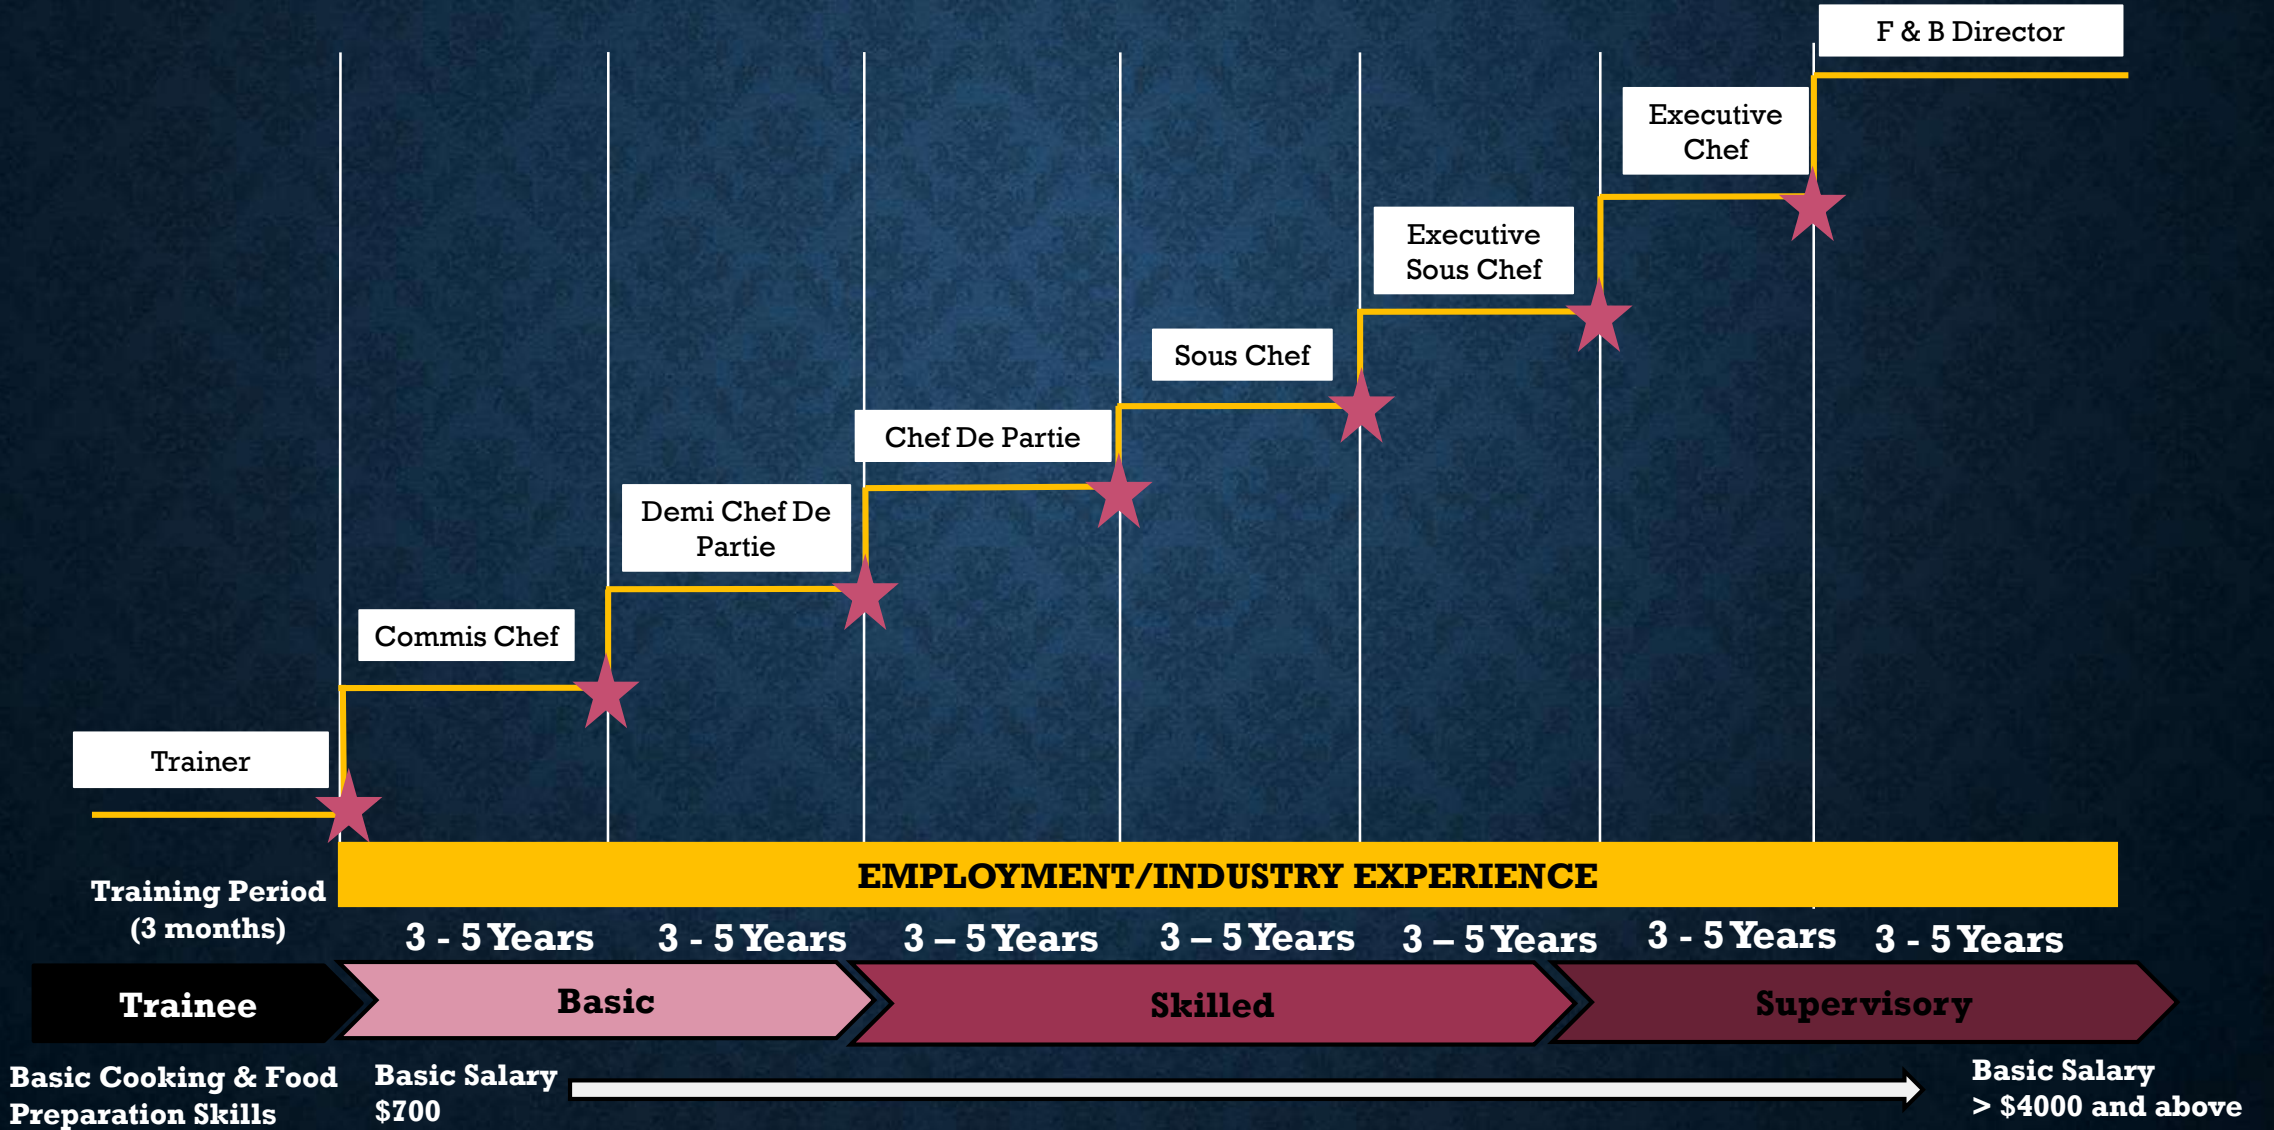 F & B Director
Executive
Chef
Executive
Sous Chef
Sous Chef
Chef De Partie
Demi Chef De
Partie
Commis Chef
Trainer
EMPLOYMENT/INDUSTRY EXPERIENCE
Training Period
(3 months)
3 - 5 Years
3 - 5 Years
3 – 5 Years
3 – 5 Years
3 – 5 Years
3 - 5 Years
3 - 5 Years
Trainee
Basic
Skilled
Supervisory
Basic Cooking & Food
Preparation Skills
Basic Salary
$700
Basic Salary
> $4000 and above